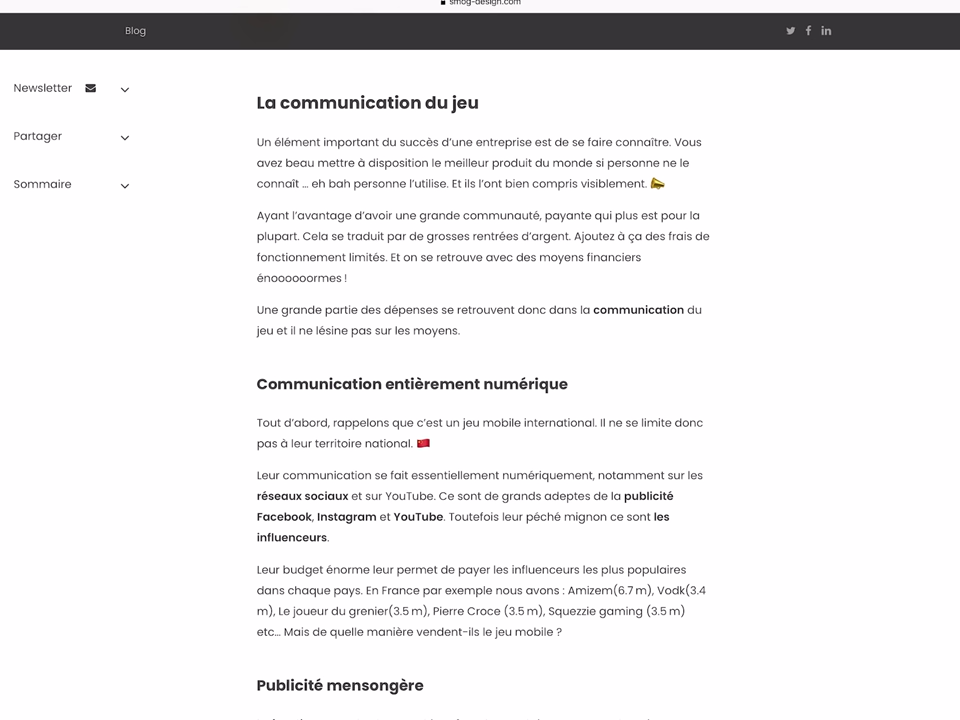 smog-design.com
Blog
Newsletter
Partager
Sommaire
La communication du jeu
Un élément important du succès d’une entreprise est de se faire connaître. Vous
avez beau mettre à disposition le meilleur produit du monde si personne ne le
connaît … eh bah personne l’utilise. Et ils l’ont bien compris visiblement.
Ayant l’avantage d’avoir une grande communauté, payante qui plus est pour la
plupart. Cela se traduit par de grosses rentrées d’argent. Ajoutez à ça des frais de
fonctionnement limités. Et on se retrouve avec des moyens financiers
énoooooormes !
Une grande partie des dépenses se retrouvent donc dans la communication du
jeu et il ne lésine pas sur les moyens.
Communication entièrement numérique
Tout d’abord, rappelons que c’est un jeu mobile international. Il ne se limite donc
pas à leur territoire national.
Leur communication se fait essentiellement numériquement, notamment sur les
réseaux sociaux et sur YouTube. Ce sont de grands adeptes de la publicité
Facebook, Instagram et YouTube. Toutefois leur péché mignon ce sont les
influenceurs.
Leur budget énorme leur permet de payer les influenceurs les plus populaires
dans chaque pays. En France par exemple nous avons : Amizem(6.7 m), Vodk(3.4
m), Le joueur du grenier(3.5 m), Pierre Croce (3.5 m), Squezzie gaming (3.5 m)
etc… Mais de quelle manière vendent-ils le jeu mobile ?
Publicité mensongère